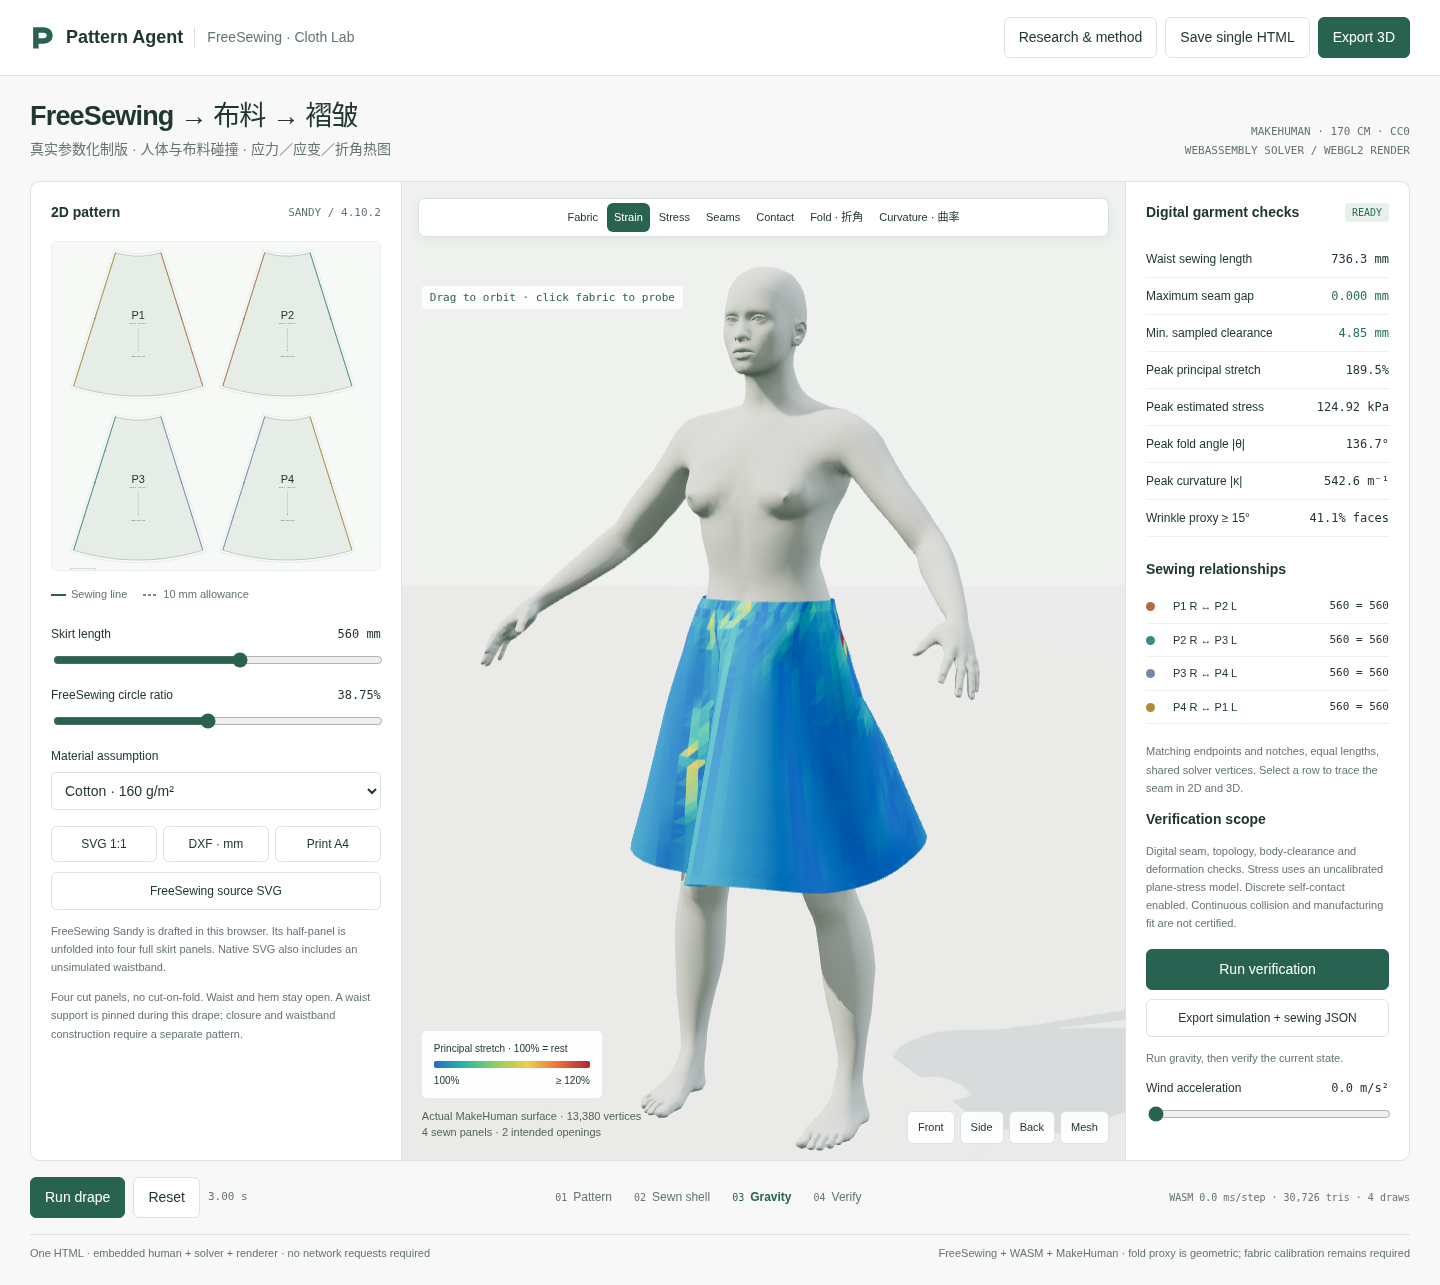 Pattern Agent
FreeSewing · Cloth Lab
Research & method
Save single HTML
Export 3D
FreeSewing → 布料 → 褶皱
真实参数化制版 · 人体与布料碰撞 · 应力／应变／折角热图
MAKEHUMAN · 170 CM · CC0
WEBASSEMBLY SOLVER / WEBGL2 RENDER
2D pattern
SANDY / 4.10.2
P1
P2
P3
P4
Sewing line
10 mm allowance
Skirt length
560 mm
FreeSewing circle ratio
38.75%
Material assumption
Cotton · 160 g/m²
SVG 1:1
DXF · mm
Print A4
FreeSewing source SVG
FreeSewing Sandy is drafted in this browser. Its half-panel is
unfolded into four full skirt panels. Native SVG also includes an
unsimulated waistband.
Four cut panels, no cut-on-fold. Waist and hem stay open. A waist
support is pinned during this drape; closure and waistband
construction require a separate pattern.
Fabric
Strain
Stress
Seams
Contact
Fold · 折角
Curvature · 曲率
Drag to orbit · click fabric to probe
Principal stretch · 100% = rest
100%
≥ 120%
Actual MakeHuman surface · 13,380 vertices
4 sewn panels · 2 intended openings
Front
Side
Back
Mesh
Digital garment checks
READY
Waist sewing length
736.3 mm
Maximum seam gap
0.000 mm
Min. sampled clearance
4.85 mm
Peak principal stretch
189.5%
Peak estimated stress
124.92 kPa
Peak fold angle |θ|
136.7°
Peak curvature |κ|
542.6 m⁻¹
Wrinkle proxy ≥ 15°
41.1% faces
Sewing relationships
P1 R ↔ P2 L
560 = 560
P2 R ↔ P3 L
560 = 560
P3 R ↔ P4 L
560 = 560
P4 R ↔ P1 L
560 = 560
Matching endpoints and notches, equal lengths,
shared solver vertices. Select a row to trace the
seam in 2D and 3D.
Verification scope
Digital seam, topology, body-clearance and
deformation checks. Stress uses an uncalibrated
plane-stress model. Discrete self-contact
enabled. Continuous collision and manufacturing
fit are not certified.
Run verification
Export simulation + sewing JSON
Run gravity, then verify the current state.
Wind acceleration
0.0 m/s²
Run drape
Reset
3.00 s
01 Pattern
02 Sewn shell
03 Gravity
04 Verify
WASM 0.0 ms/step · 30,726 tris · 4 draws
One HTML · embedded human + solver + renderer · no network requests required
FreeSewing + WASM + MakeHuman · fold proxy is geometric; fabric calibration remains required